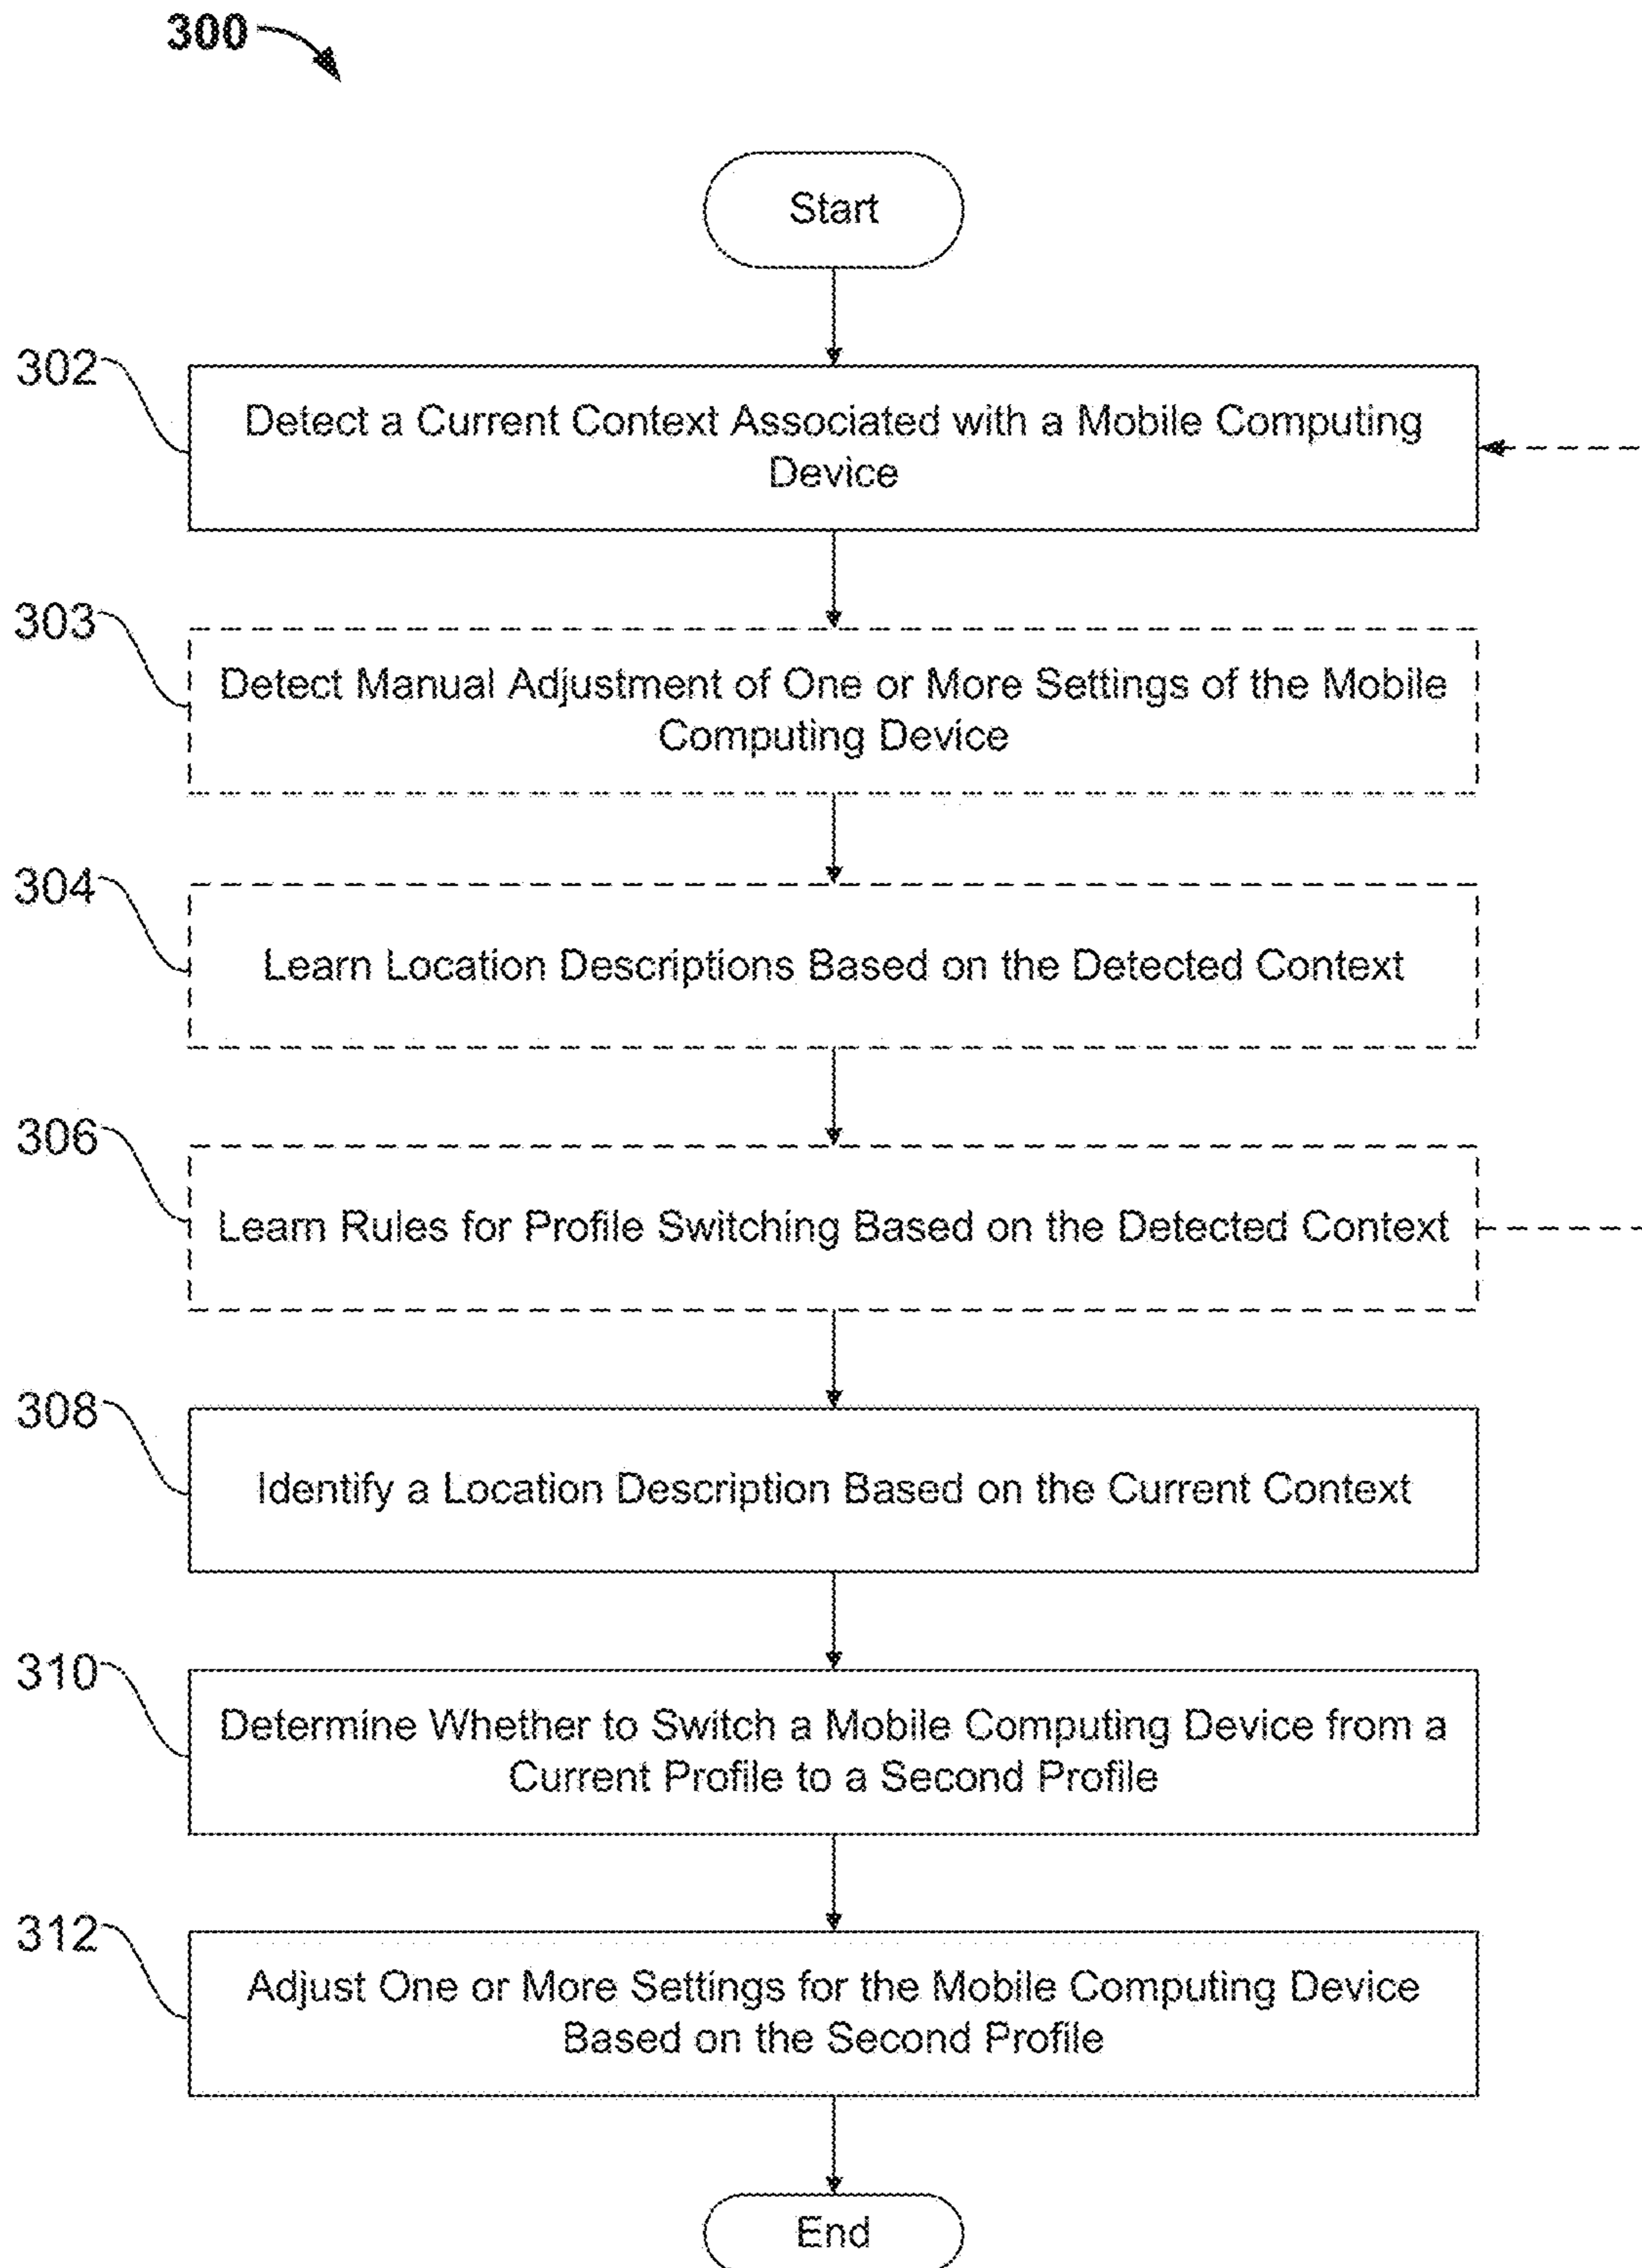 300
Start
302
Detect a Current Context Associated with a Mobile Computing
Device
303
Detect Manual Adjustment of One or More Settings of the Mobile
Computing Device
304
Learn Location Descriptions Based on the Detected Context
306
Learn Rules for Profile Switching Based on the Detected Context
308
Identify a Location Description Based on the Current Context
310
Determine Whether to Switch a Mobile Computing Device from a
Current Profile to a Second Profile
312
Adjust One or More Settings for the Mobile Computing Device
Based on the Second Profile
End